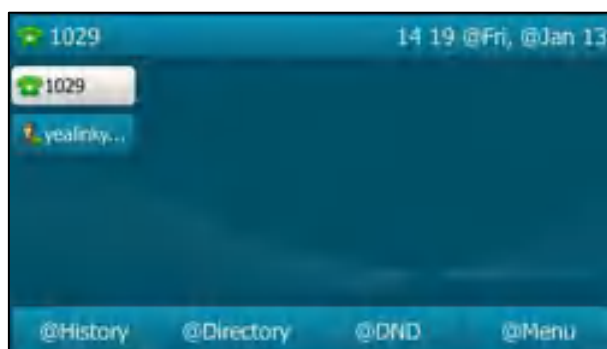 1029 14 19 @Fri, @Jan 13
1029
yealinky...
@History @Directory @DND @Menu